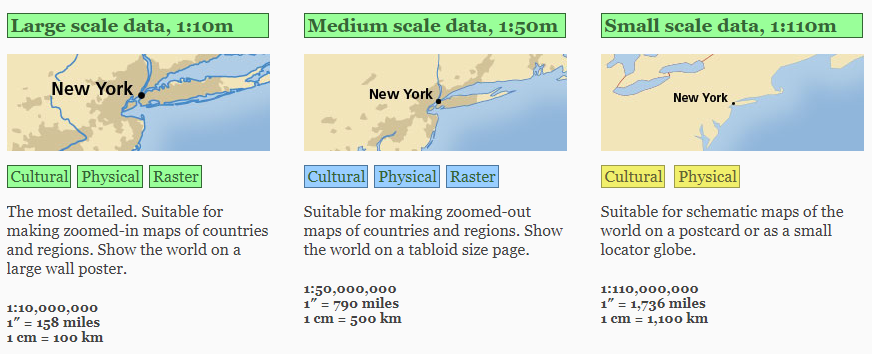 Large scale data, 1:10m
New York
Cultural Physical Raster
The most detailed. Suitable for
making zoomed-in maps of countries
and regions. Show the world on a
large wall poster.
1:10,000,000
1″ = 158 miles
1 cm = 100 km
Medium scale data, 1:50m
New York
Cultural Physical Raster
Suitable for making zoomed-out
maps of countries and regions. Show
the world on a tabloid size page.
1:50,000,000
1″ = 790 miles
1 cm = 500 km
Small scale data, 1:110m
New York
Cultural Physical
Suitable for schematic maps of the
world on a postcard or as a small
locator globe.
1:110,000,000
1″ = 1,736 miles
1 cm = 1,100 km